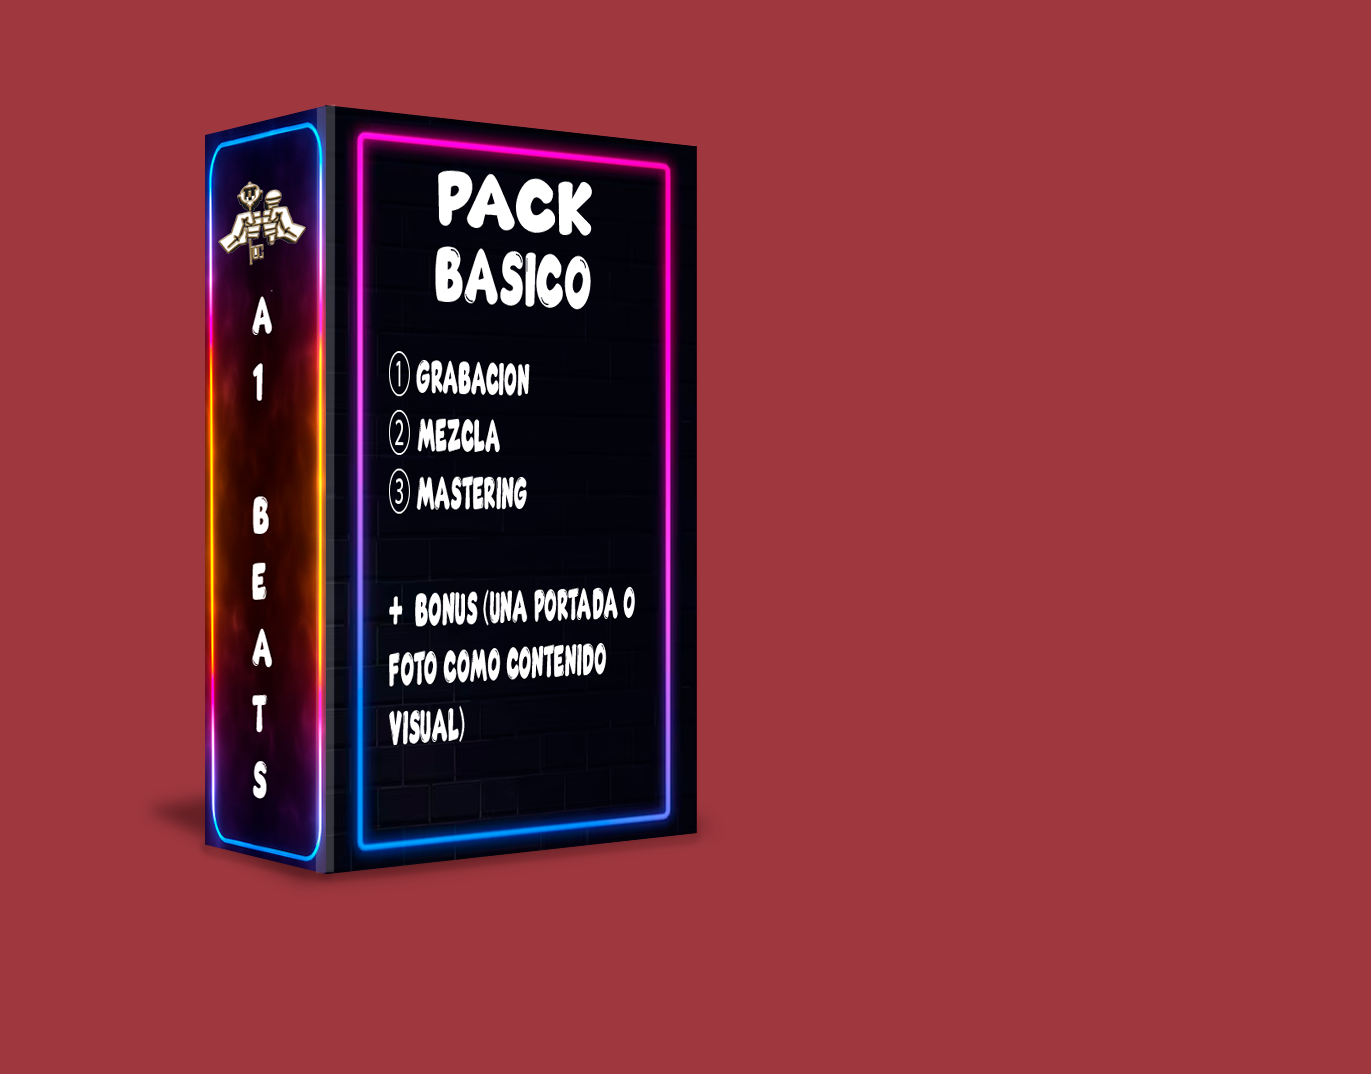 A
1
B
E
A
T
S
PACK
BASICO
① GRABACION
② MEZCLA
③ MASTERING
+ BONUS (UNA PORTADA O
FOTO COMO CONTENIDO
VISUAL)